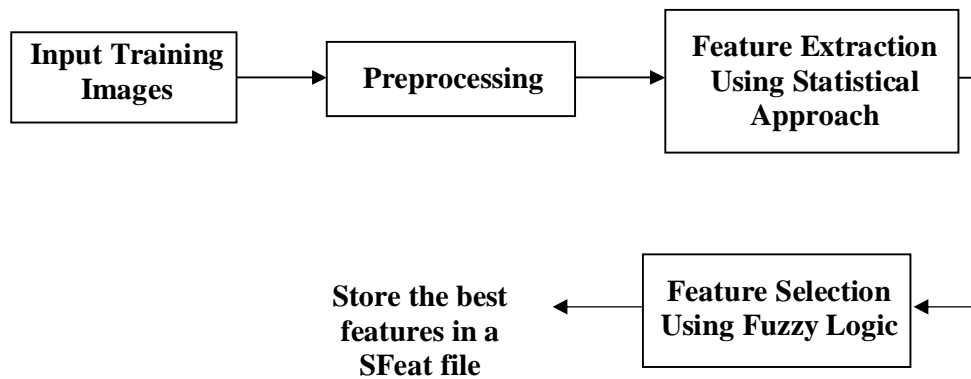 Input Training
Images
Preprocessing
Feature Extraction
Using Statistical
Approach
Feature Selection
Using Fuzzy Logic
Store the best
features in a
SFeat file